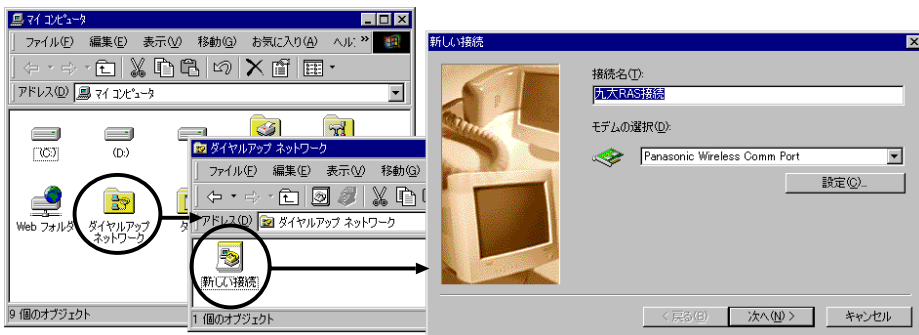 マイ コンピュータ
ファイル(F) 編集(E) 表示(V) 移動(G) お気に入り(A) ヘル: »
アドレス(D) マイ コンピュータ
(C:)
(D:)
Web フォルダ
ダイヤルアップ
ネットワーク
9 個のオブジェクト
ダイヤルアップ ネットワーク
ファイル(F) 編集(E) 表示(V) 移動(G)
アドレス(D) ダイヤルアップ ネットワーク
新しい接続
1 個のオブジェクト
新しい接続
接続名(T):
九大RAS接続
モデムの選択(D):
Panasonic Wireless Comm Port
設定(C)...
< 戻る(B)
次へ(N) >
キャンセル